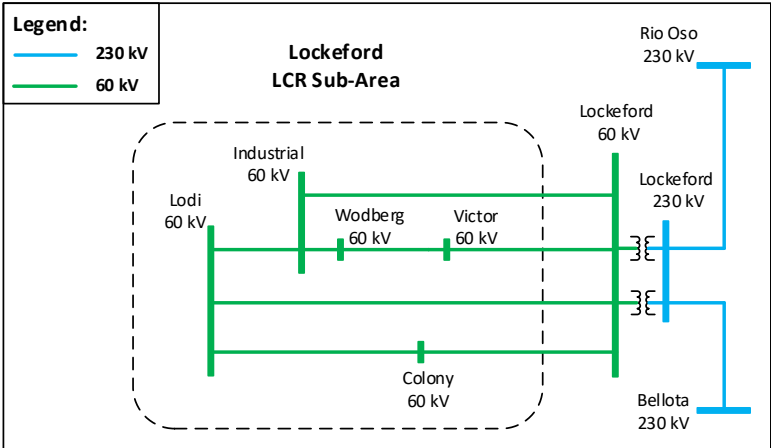 Legend:
230 kV
60 kV
Lockeford
LCR Sub-Area
Rio Oso
230 kV
Lockeford
60 kV
Industrial
60 kV
Lockeford
230 kV
Lodi
60 kV
Wodberg
60 kV
Victor
60 kV
Colony
60 kV
Bellota
230 kV